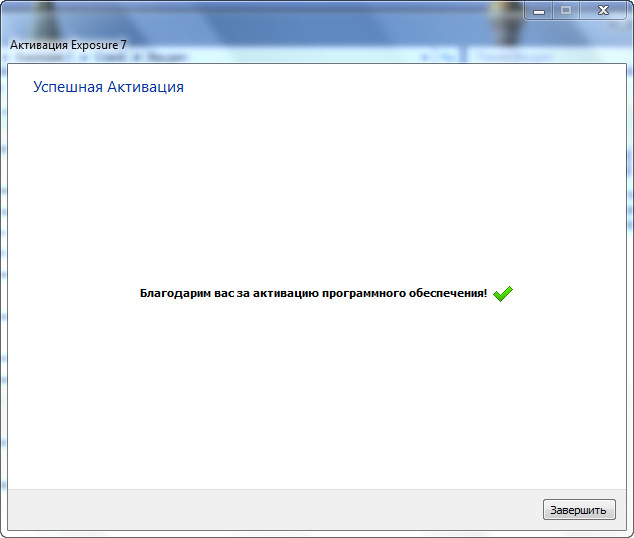 Активация Exposure 7
Успешная Активация
Благодарим вас за активацию программного обеспечения!
Завершить